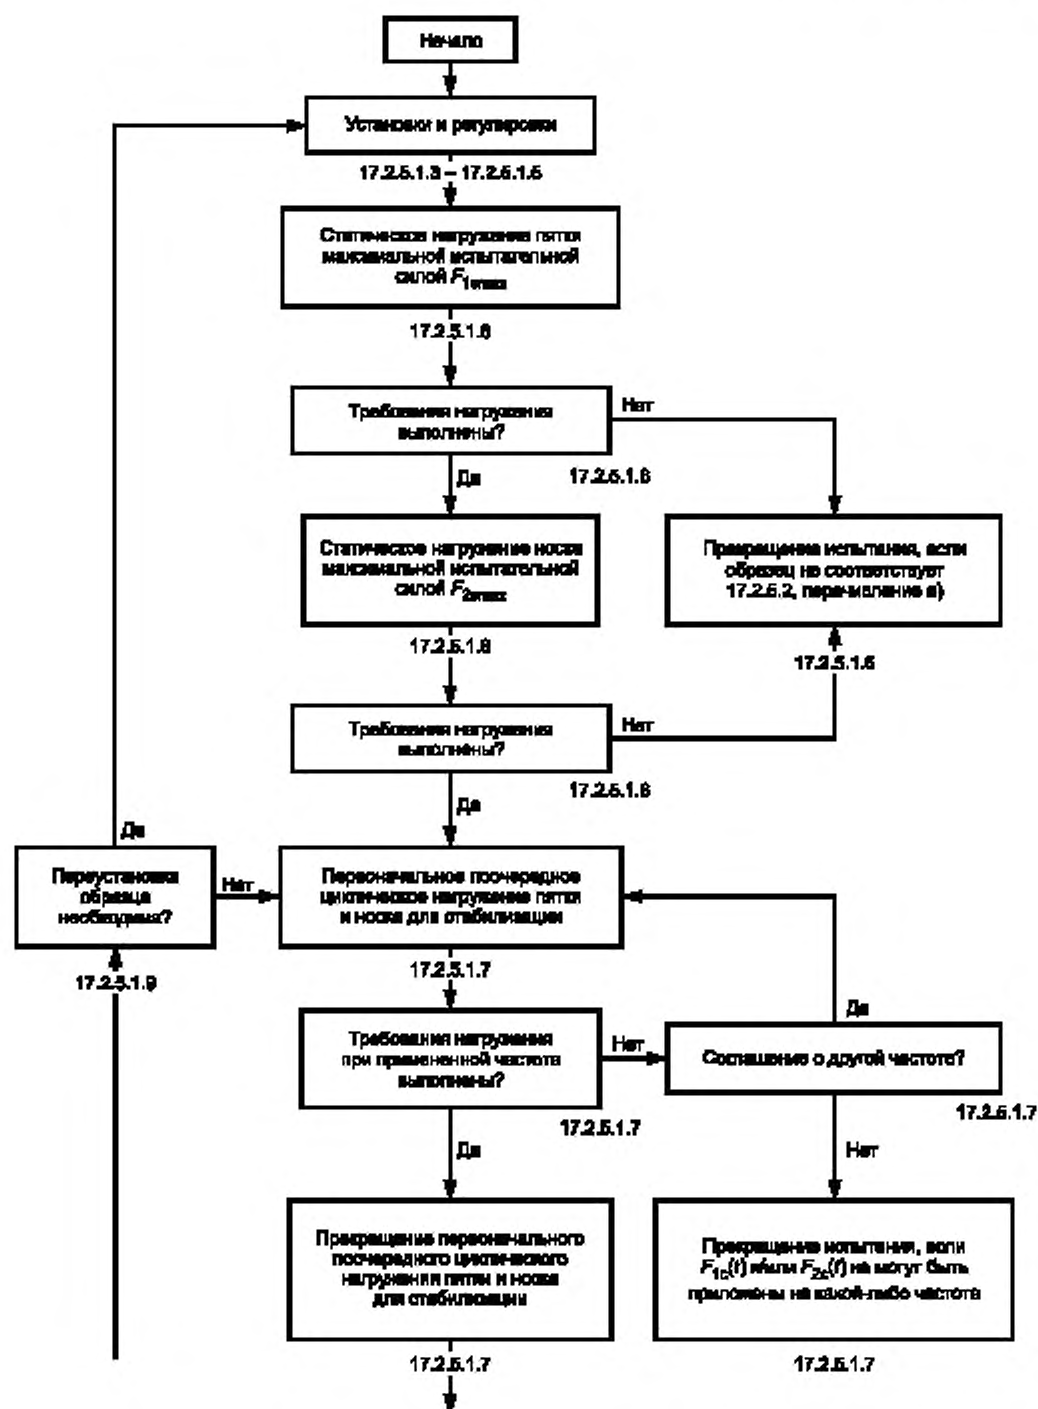 Начало
Установки и регулировки
17.2.5.1.3 – 17.2.5.1.5
Статическое нагружение пятки
максимальной испытательной
силой F1max
17.2.5.1.6
Требования нагружения
выполнены?
Нет
Да
17.2.5.1.6
Статическое нагружение носка
максимальной испытательной
силой F2max
Прекращение испытания, если
образец не соответствует
17.2.5.2, перечисление а)
17.2.5.1.6
17.2.5.1.6
Требования нагружения
выполнены?
Нет
17.2.5.1.6
Да
Да
Переустановка
образца
необходима?
Нет
Первоначальное поочередное
циклическое нагружение пятки
и носка для стабилизации
17.2.5.1.9
17.2.5.1.7
Да
Требования нагружения
при примененной частоте
выполнены?
Нет
Соглашение о другой частоте?
17.2.5.1.7
17.2.5.1.7
Да
Нет
Прекращение первоначального
поочередного циклического
нагружения пятки и носка
для стабилизации
Прекращение испытания, если
F1c(t) и/или F2c(t) не могут быть
приложены на какой-либо частоте
17.2.5.1.7
17.2.5.1.7